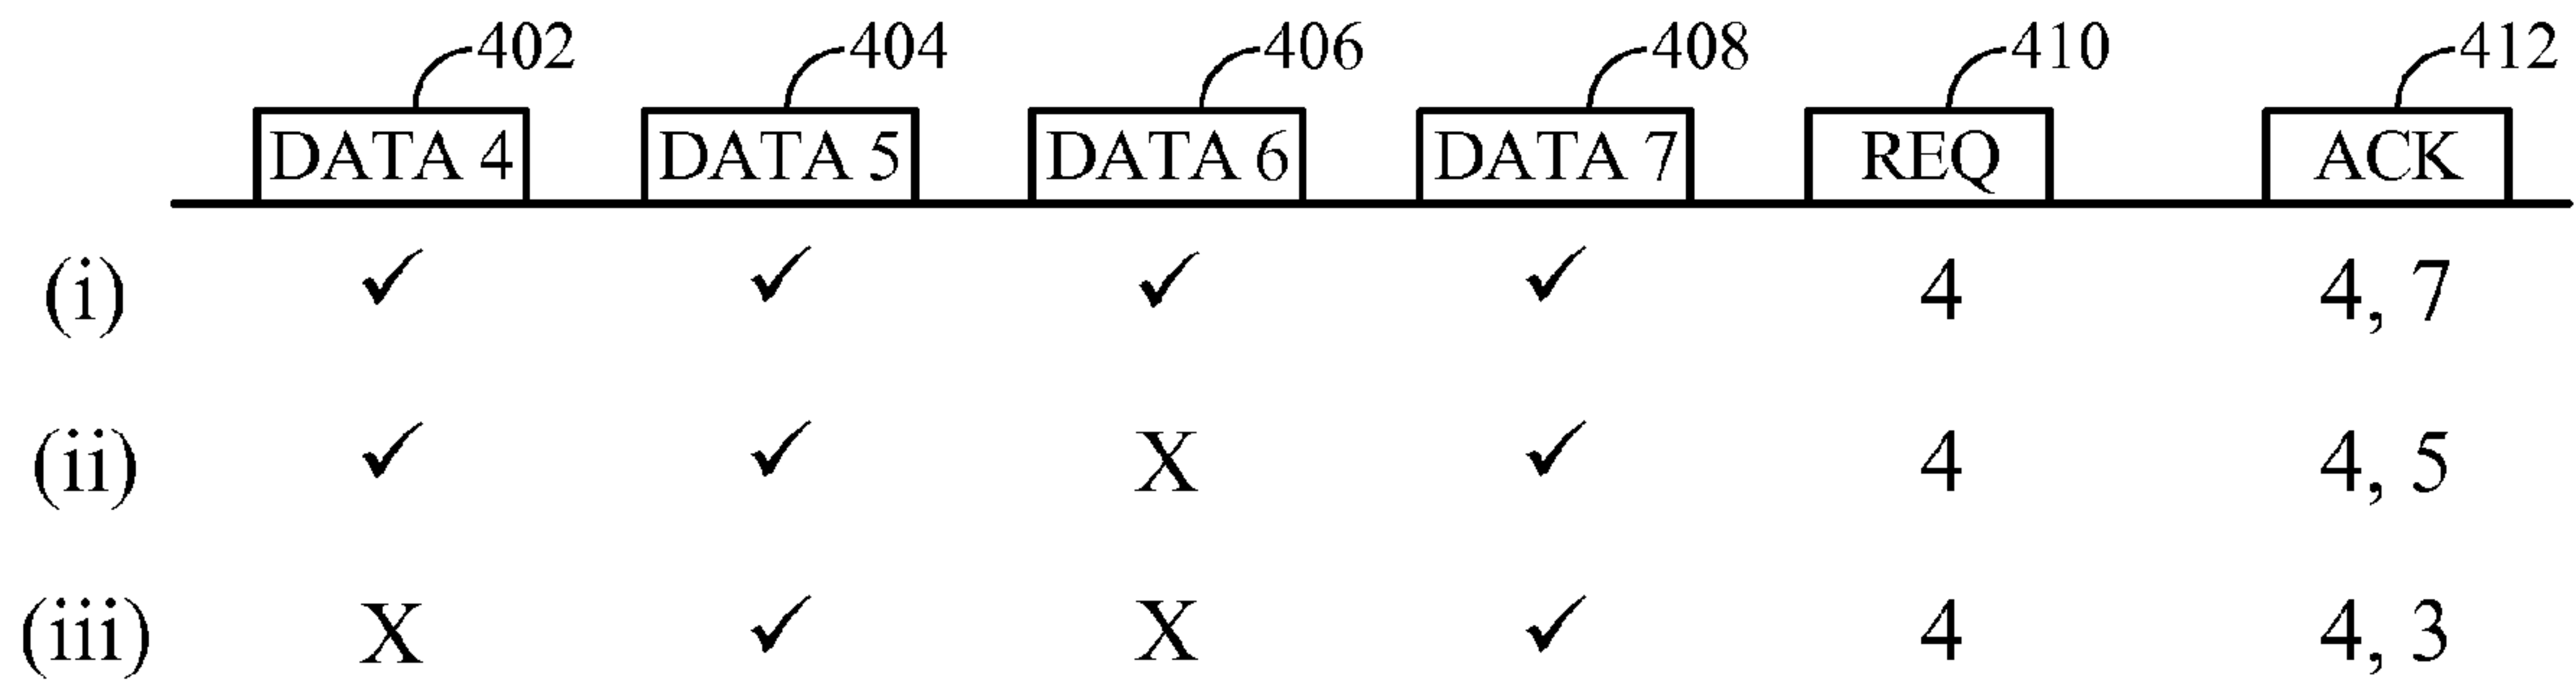 402 404 406 408 410 412
DATA 4 DATA 5 DATA 6 DATA 7 REQ ACK
(i) ✓ ✓ ✓ ✓ 4 4, 7
(ii) ✓ ✓ X ✓ 4 4, 5
(iii) X ✓ X ✓ 4 4, 3